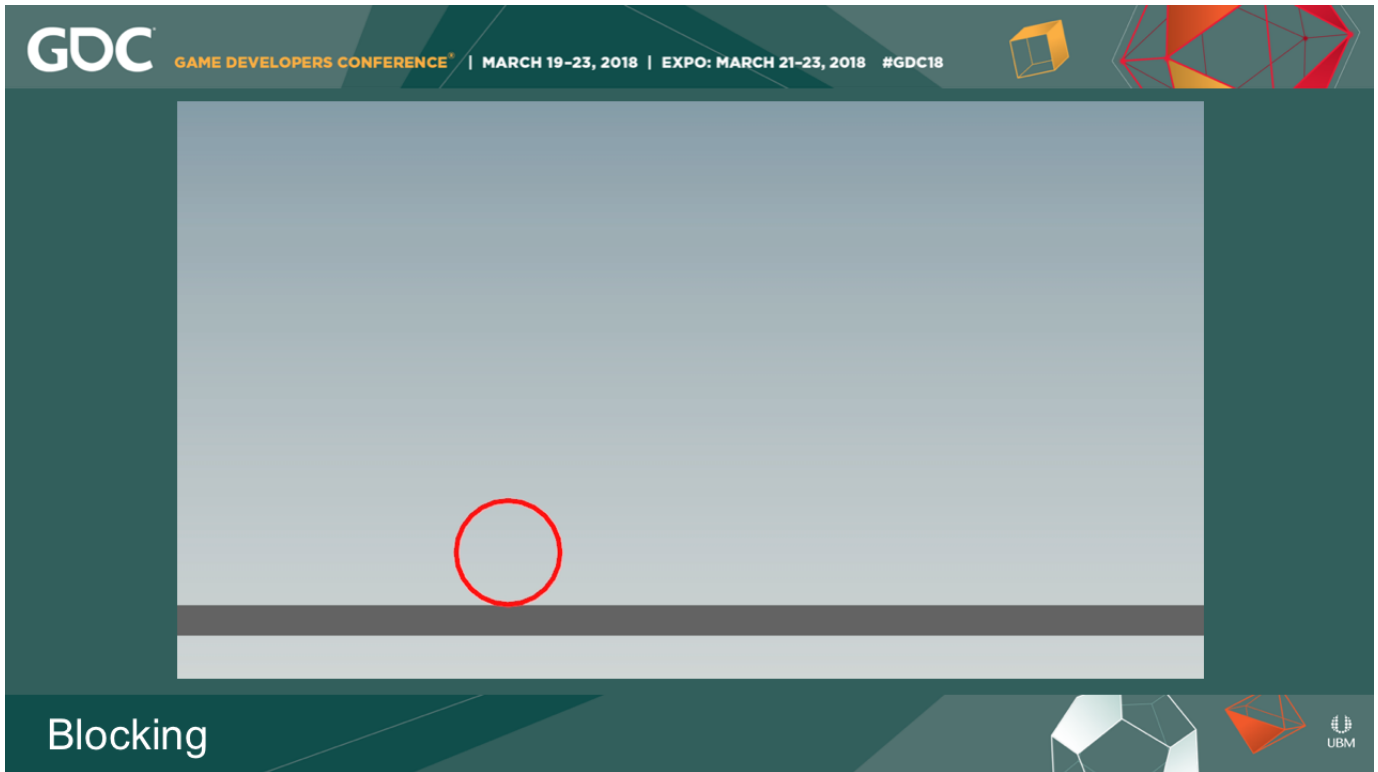 GDC
GAME DEVELOPERS CONFERENCE® | MARCH 19–23, 2018 | EXPO: MARCH 21–23, 2018 #GDC18
Blocking
UBM